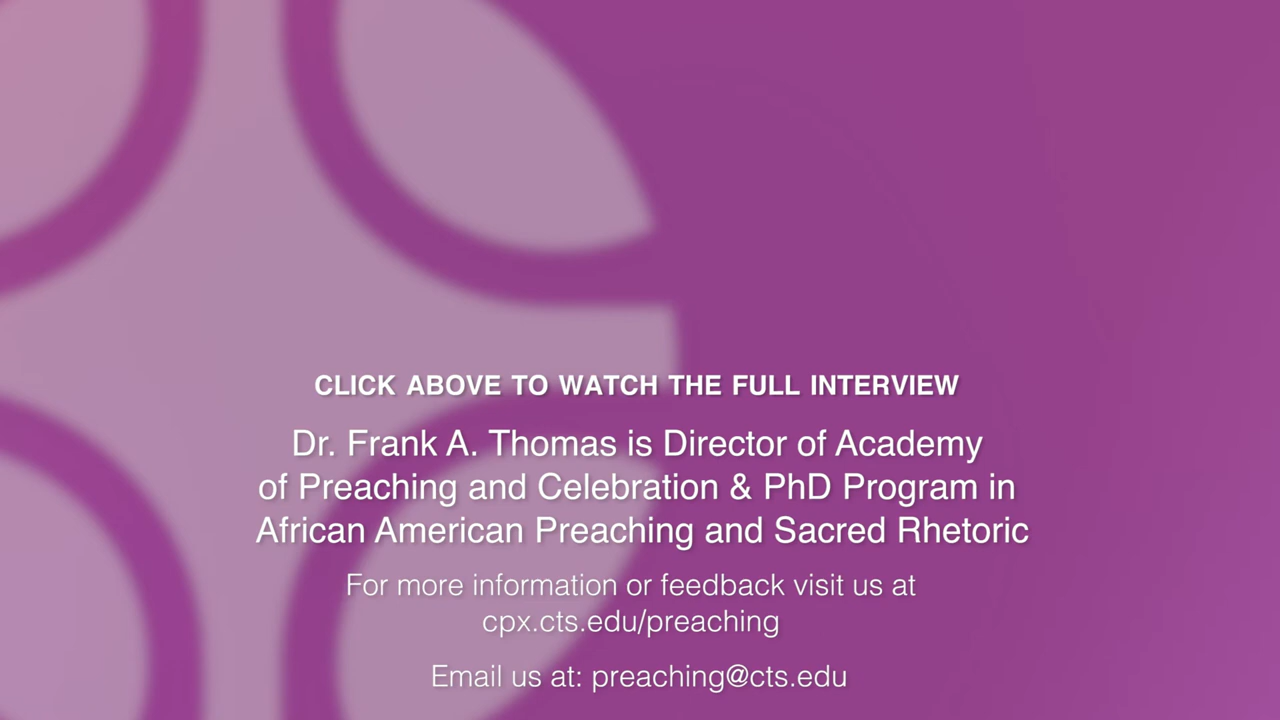 CLICK ABOVE TO WATCH THE FULL INTERVIEW
Dr. Frank A. Thomas is Director of Academy
of Preaching and Celebration & PhD Program in
African American Preaching and Sacred Rhetoric
For more information or feedback visit us at
cpx.cts.edu/preaching
Email us at: preaching@cts.edu